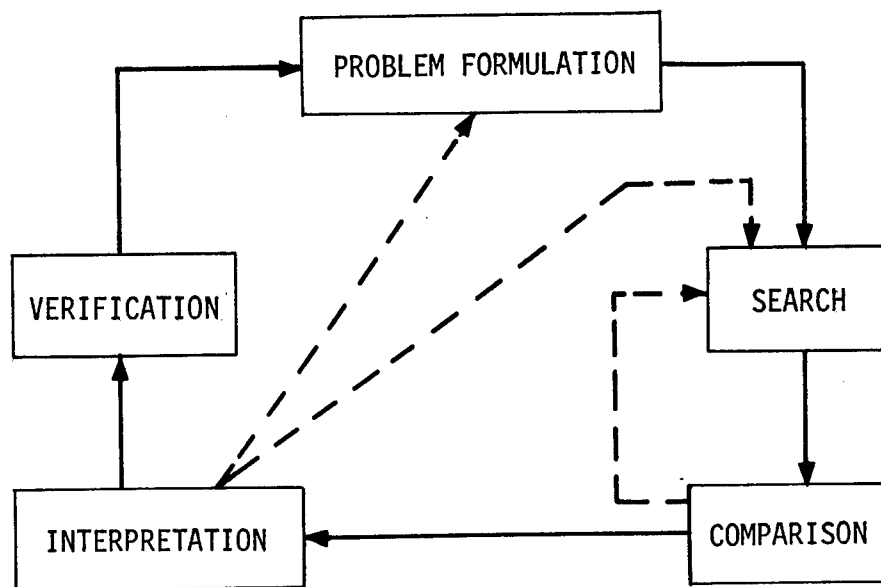 PROBLEM FORMULATION
VERIFICATION
SEARCH
INTERPRETATION
COMPARISON